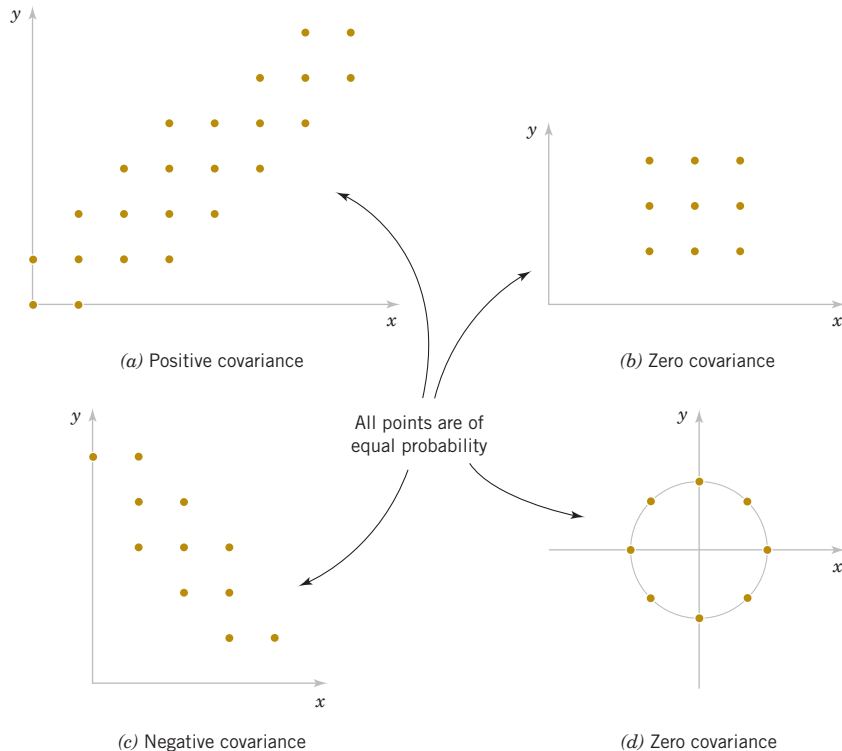 y
x
(a) Positive covariance
y
x
(b) Zero covariance
All points are of
equal probability
y
x
(c) Negative covariance
y
x
(d) Zero covariance